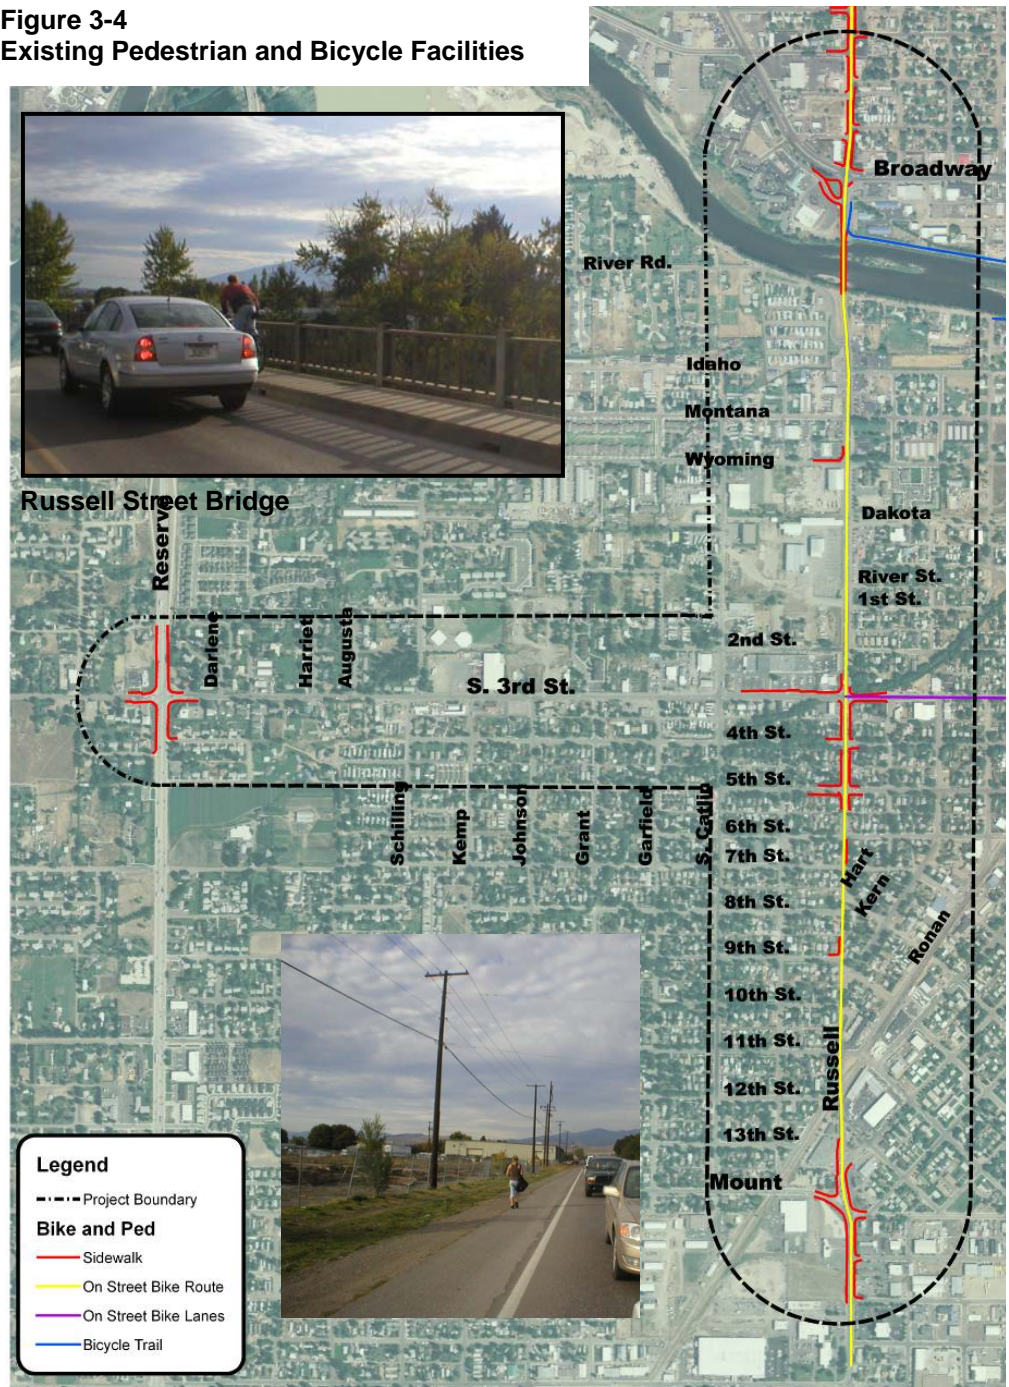 Figure 3-4
Existing Pedestrian and Bicycle Facilities
Broadway
River Rd.
Idaho
Montana
Wyoming
Russell Street Bridge
Reserve
Dakota
River St.
1st St.
Darlene
Harriet
Augusta
2nd St.
S. 3rd St.
4th St.
5th St.
Schilling
Kemp
Johnson
Grant
Garfield
S. Catlin
6th St.
7th St.
Hart
Kern
8th St.
Ronan
9th St.
10th St.
11th St.
Russell
12th St.
13th St.
Mount
Legend
Project Boundary
Bike and Ped
Sidewalk
On Street Bike Route
On Street Bike Lanes
Bicycle Trail